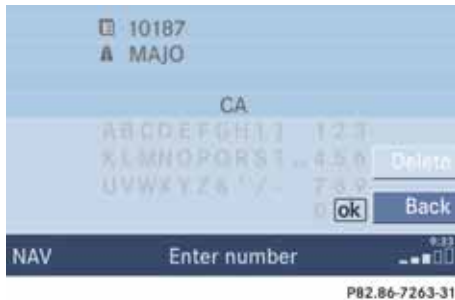 10187
A MAJO
CA
ABCDEFGHIJ 123
KLMNOPQRST 456 Delete
UVWXYZ&'/- 789
0 ok Back
NAV Enter number
P82.86-7263-31